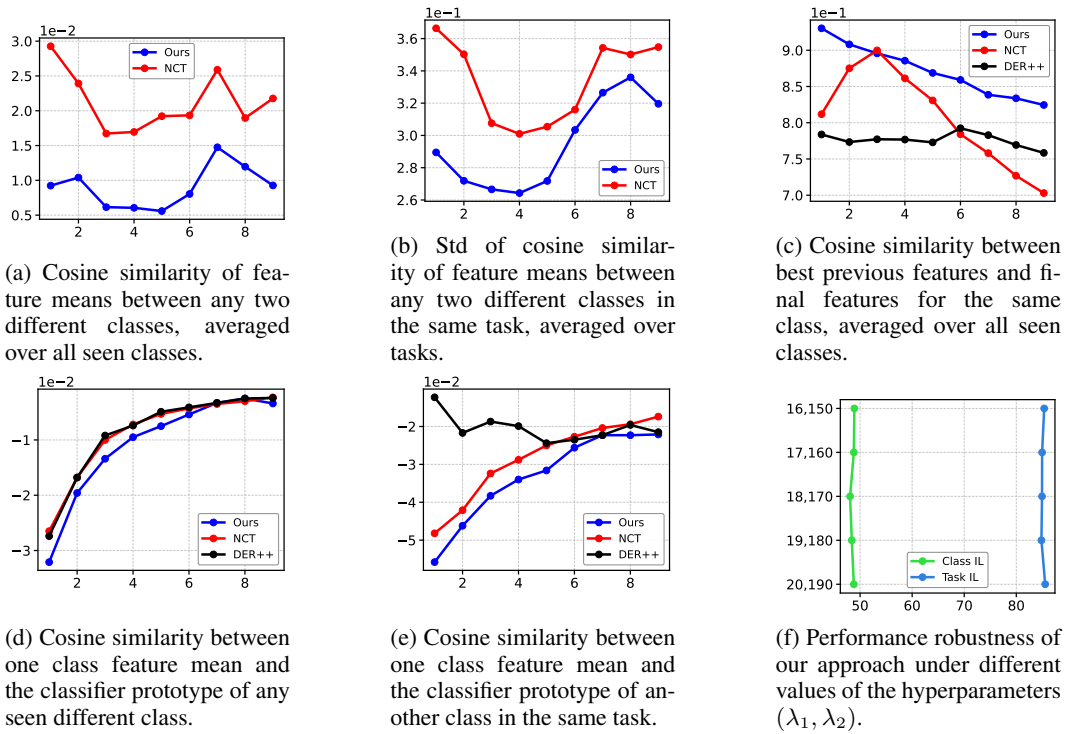 1e−2
3.0
2.5
2.0
1.5
1.0
0.5
Ours
NCT
2 4 6 8
(a) Cosine similarity of fea-
ture means between any two
different classes, averaged
over all seen classes.
1e−1
3.6
3.4
3.2
3.0
2.8
2.6
Ours
NCT
2 4 6 8
(b) Std of cosine similar-
ity of feature means between
any two different classes in
the same task, averaged over
tasks.
1e−1
9.0
8.5
8.0
7.5
7.0
Ours
NCT
DER++
2 4 6 8
(c) Cosine similarity between
best previous features and fi-
nal features for the same
class, averaged over all seen
classes.
1e−2
−1
−2
−3
Ours
NCT
DER++
2 4 6 8
(d) Cosine similarity between
one class feature mean and
the classifier prototype of any
seen different class.
1e−2
−2
−3
−4
−5
Ours
NCT
DER++
2 4 6 8
(e) Cosine similarity between
one class feature mean and
the classifier prototype of an-
other class in the same task.
16,150
17,160
18,170
19,180
20,190
Class IL
Task IL
50 60 70 80
(f) Performance robustness of
our approach under different
values of the hyperparameters
(λ₁, λ₂).